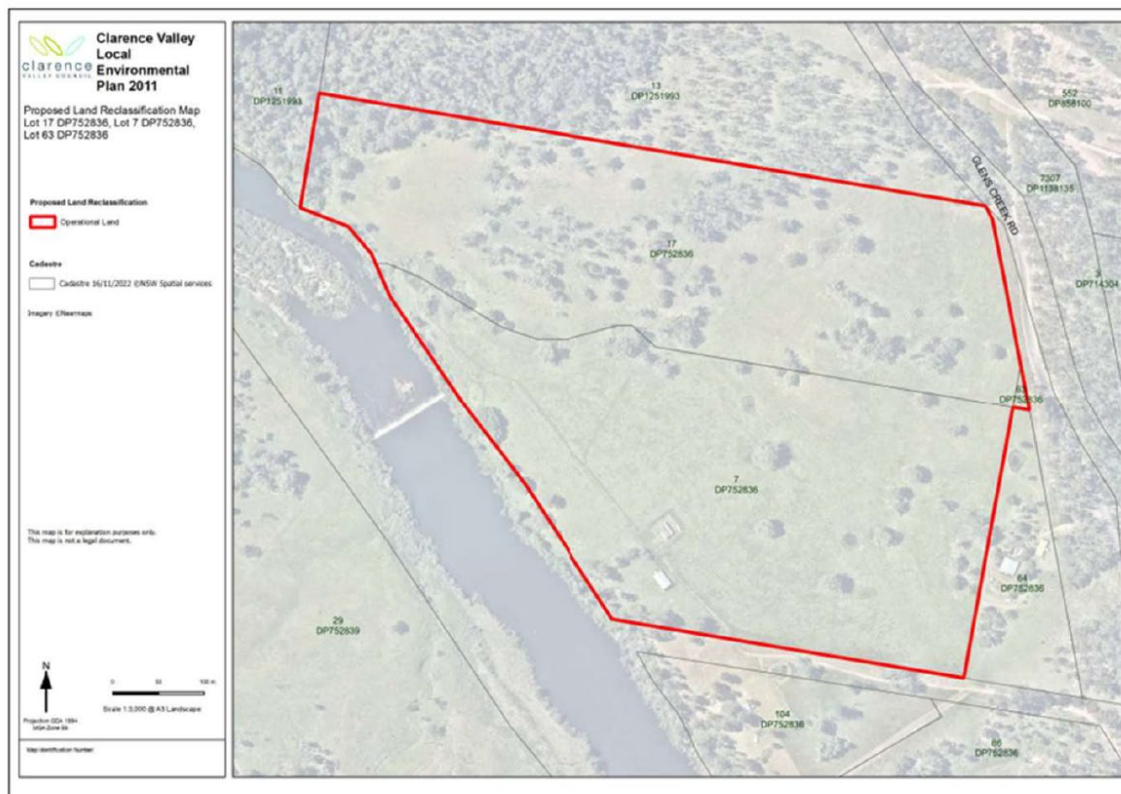 clarence
VALLEY COUNCIL
Clarence Valley
Local
Environmental
Plan 2011
Proposed Land Reclassification Map
Lot 17 DP752836, Lot 7 DP752836,
Lot 63 DP752836
Proposed Land Reclassification
Operational Land
Cadastre
Cadastre 16/11/2022 ©NSW Spatial services
Imagery ©Nearmaps
This map is for explanation purposes only.
This map is not a legal document.
N
0 50 100 m
Scale 1:3,000 @ A3 Landscape
Projection GDA 1994
MGA Zone 56
Map Identification Number
11
DP1251993
13
DP1251993
552
DP858100
GLENS CREEK RD
7307
DP1138135
3
DP714304
17
DP752836
63
DP752836
7
DP752836
64
DP752836
29
DP752839
104
DP752836
DP752836